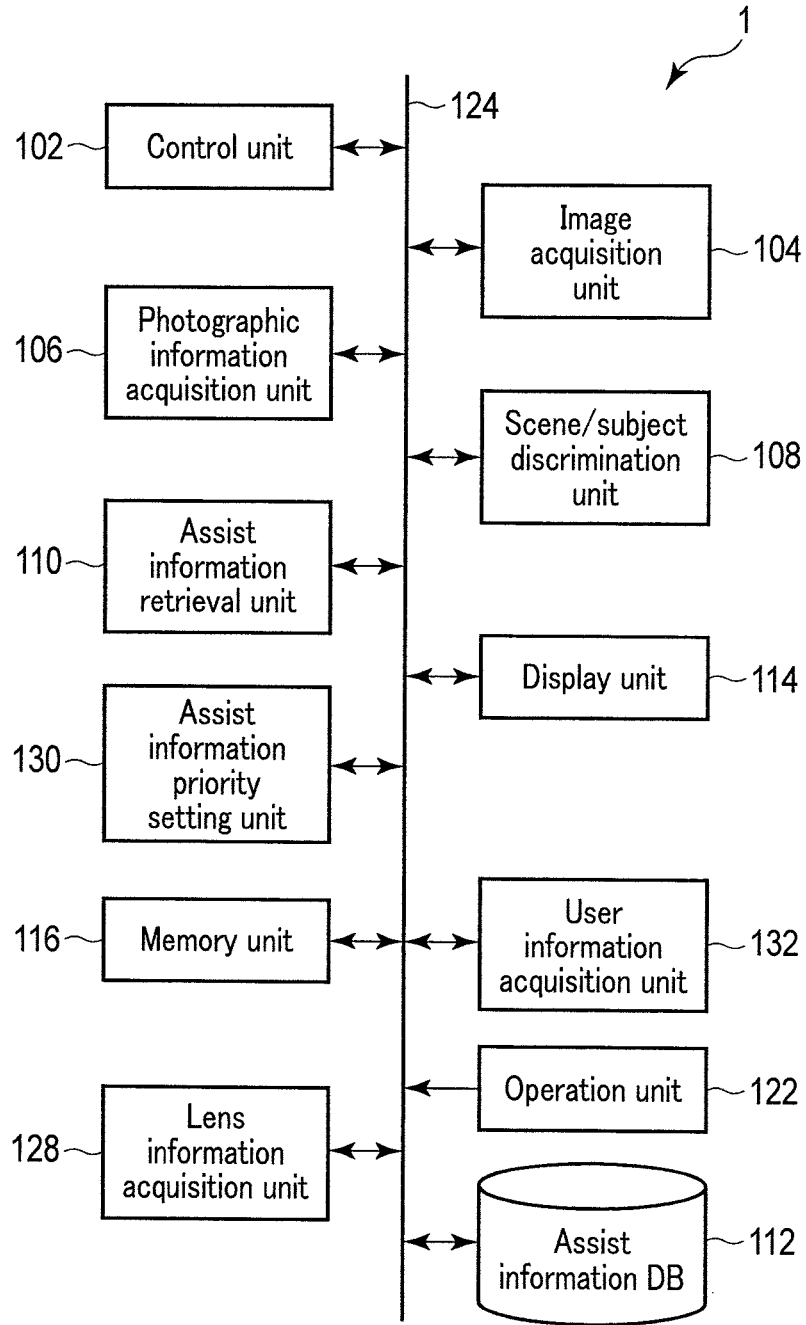 1
124
102
Control unit
Image
acquisition
unit
104
106
Photographic
information
acquisition unit
Scene/subject
discrimination
unit
108
110
Assist
information
retrieval unit
Display unit
114
130
Assist
information
priority
setting unit
116
Memory unit
User
information
acquisition unit
132
Operation unit
122
128
Lens
information
acquisition unit
Assist
information DB
112